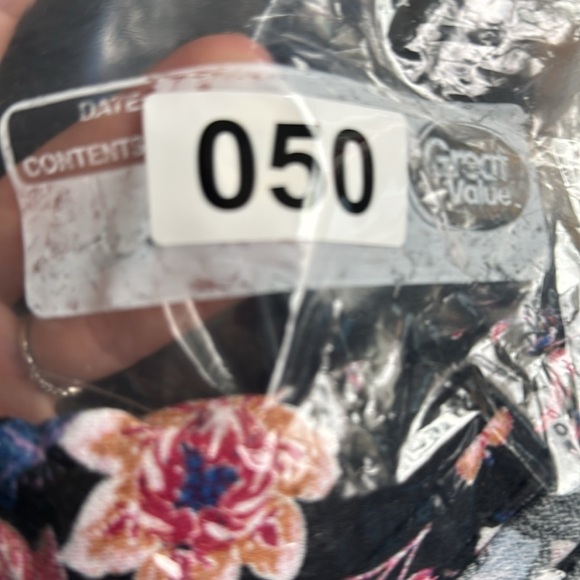 DATE
CONTENTS
050
Great
Value